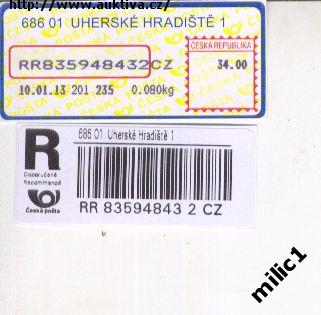 http://www.auktiva.cz/
686 01 UHERSKÉ HRADIŠTĚ 1
ČESKÁ REPUBLIKA
RR835948432CZ
34.00
10.01.13 201 235 0.080kg
R
686 01 Uherské Hradiště 1
Doporučeně
Recommandé
Česká pošta
RR 83594843 2 CZ
milic1